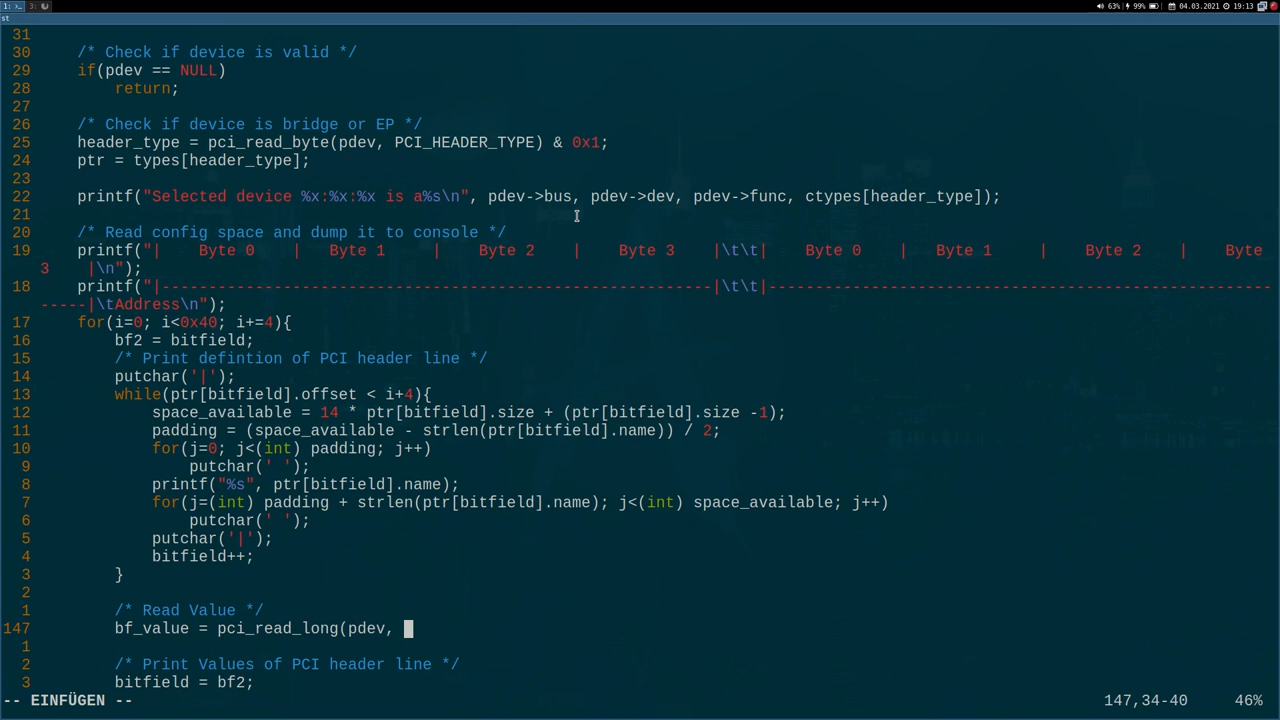 1: >_ 3: 63% 99% 04.03.2021 19:13
st
31
30     /* Check if device is valid */
29     if(pdev == NULL)
28         return;
27
26     /* Check if device is bridge or EP */
25     header_type = pci_read_byte(pdev, PCI_HEADER_TYPE) & 0x1;
24     ptr = types[header_type];
23
22     printf("Selected device %x:%x:%x is a%s\n", pdev->bus, pdev->dev, pdev->func, ctypes[header_type]);
21
20     /* Read config space and dump it to console */
19     printf("|    Byte 0    |   Byte 1     |    Byte 2    |    Byte 3    |\t\t|    Byte 0    |   Byte 1     |    Byte 2    |    Byte
3    |\n");
18     printf("|-----------------------------------------------------------|\t\t|------------------------------------------------------
-----|\tAddress\n");
17     for(i=0; i<0x40; i+=4){
16         bf2 = bitfield;
15         /* Print defintion of PCI header line */
14         putchar('|');
13         while(ptr[bitfield].offset < i+4){
12             space_available = 14 * ptr[bitfield].size + (ptr[bitfield].size -1);
11             padding = (space_available - strlen(ptr[bitfield].name)) / 2;
10             for(j=0; j<(int) padding; j++)
9                 putchar(' ');
8             printf("%s", ptr[bitfield].name);
7             for(j=(int) padding + strlen(ptr[bitfield].name); j<(int) space_available; j++)
6                 putchar(' ');
5             putchar('|');
4             bitfield++;
3         }
2
1         /* Read Value */
147         bf_value = pci_read_long(pdev,
1
2         /* Print Values of PCI header line */
3         bitfield = bf2;
-- EINFÜGEN -- 147,34-40 46%